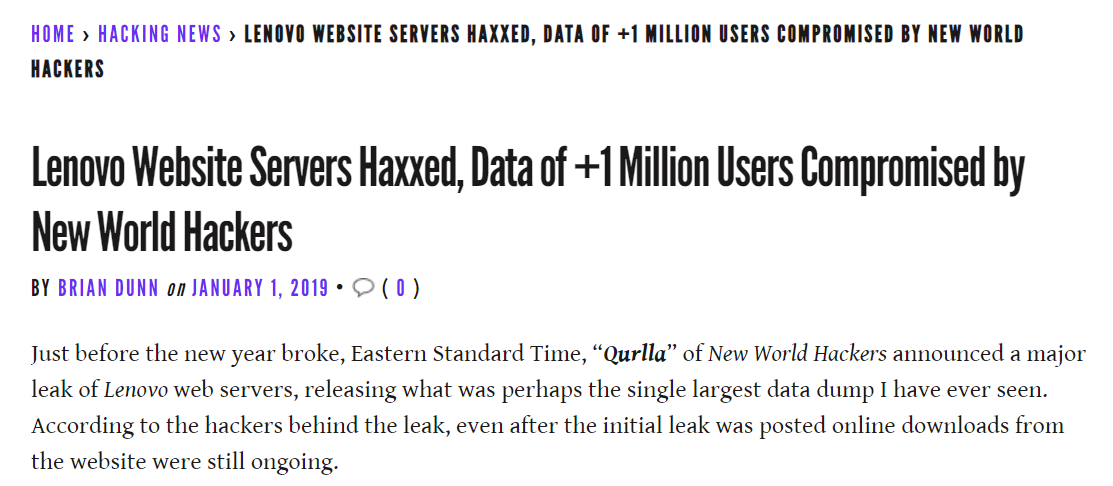 HOME › HACKING NEWS › LENOVO WEBSITE SERVERS HAXXED, DATA OF +1 MILLION USERS COMPROMISED BY NEW WORLD
HACKERS
Lenovo Website Servers Haxxed, Data of +1 Million Users Compromised by
New World Hackers
BY BRIAN DUNN on JANUARY 1, 2019 • ( 0 )
Just before the new year broke, Eastern Standard Time, “Qurlla” of New World Hackers announced a major
leak of Lenovo web servers, releasing what was perhaps the single largest data dump I have ever seen.
According to the hackers behind the leak, even after the initial leak was posted online downloads from
the website were still ongoing.